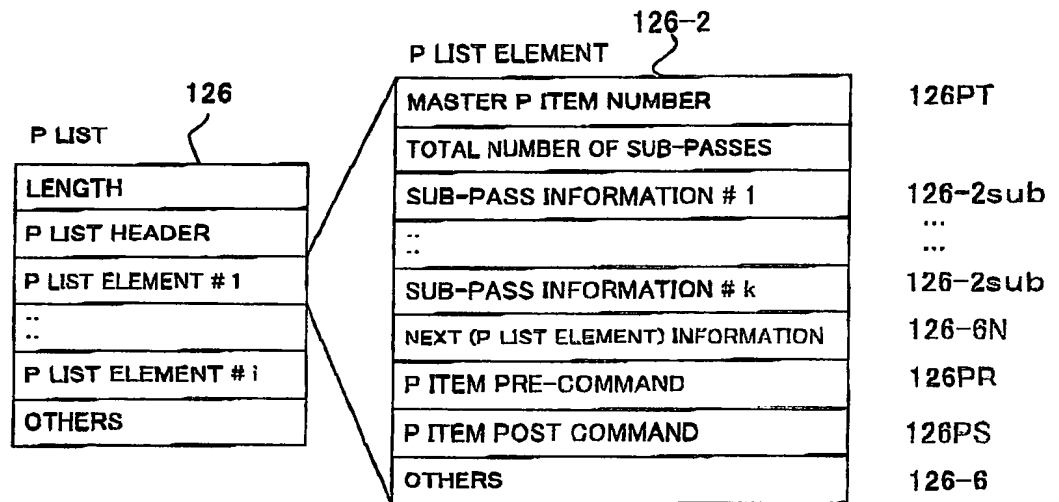 126
P LIST
LENGTH
P LIST HEADER
P LIST ELEMENT # 1
::
P LIST ELEMENT # i
OTHERS
126-2
P LIST ELEMENT
MASTER P ITEM NUMBER 126PT
TOTAL NUMBER OF SUB-PASSES
SUB-PASS INFORMATION # 1 126-2sub
:: ...
...
SUB-PASS INFORMATION # k 126-2sub
NEXT (P LIST ELEMENT) INFORMATION 126-6N
P ITEM PRE-COMMAND 126PR
P ITEM POST COMMAND 126PS
OTHERS 126-6